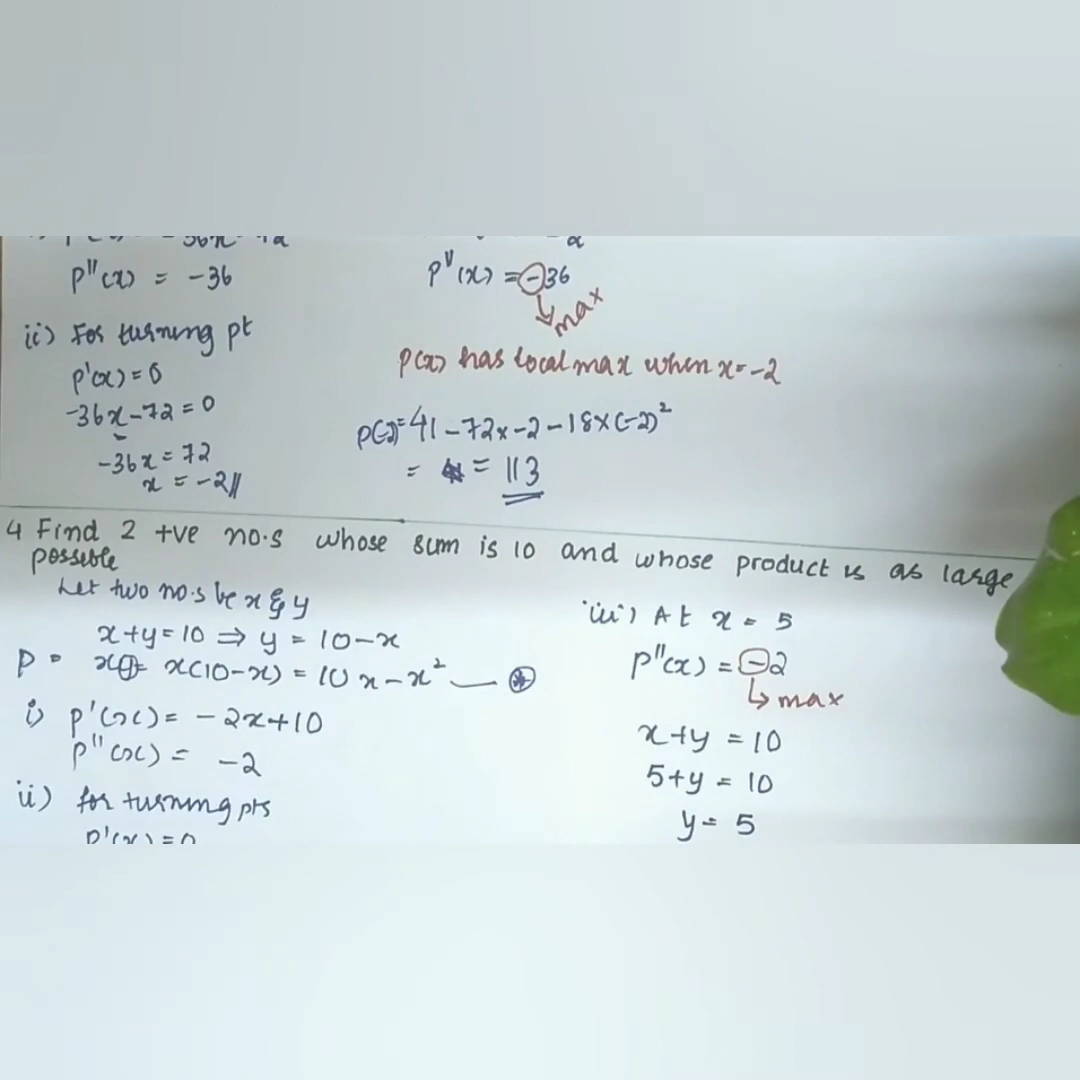 P"(x) = -36
ii) For turning pt
P'(x) = 0
-36x-72 = 0
-36x = 72
x = -2//
P"(x) = -36
↳ max
P(x) has local max when x = -2
P(-2) = 41 - 72x-2 - 18x(-2)²
= = 113
4 Find 2 +ve no.s whose sum is 10 and whose product is as large
possible
Let two no.s be x & y
x+y = 10 ⇒ y = 10-x
P = x(10-x) = 10x-x² — ⊛
i) P'(x) = -2x+10
P"(x) = -2
ii) for turning pts
P'(x) = 0
iii) At x = 5
P"(x) = -2
↳ max
x+y = 10
5+y = 10
y = 5